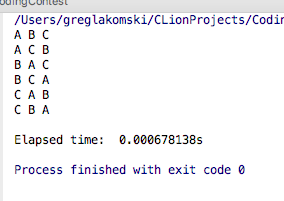 odingContest
/Users/greglakomski/CLionProjects/Codin
A B C
A C B
B A C
B C A
C A B
C B A
Elapsed time:  0.000678138s
Process finished with exit code 0